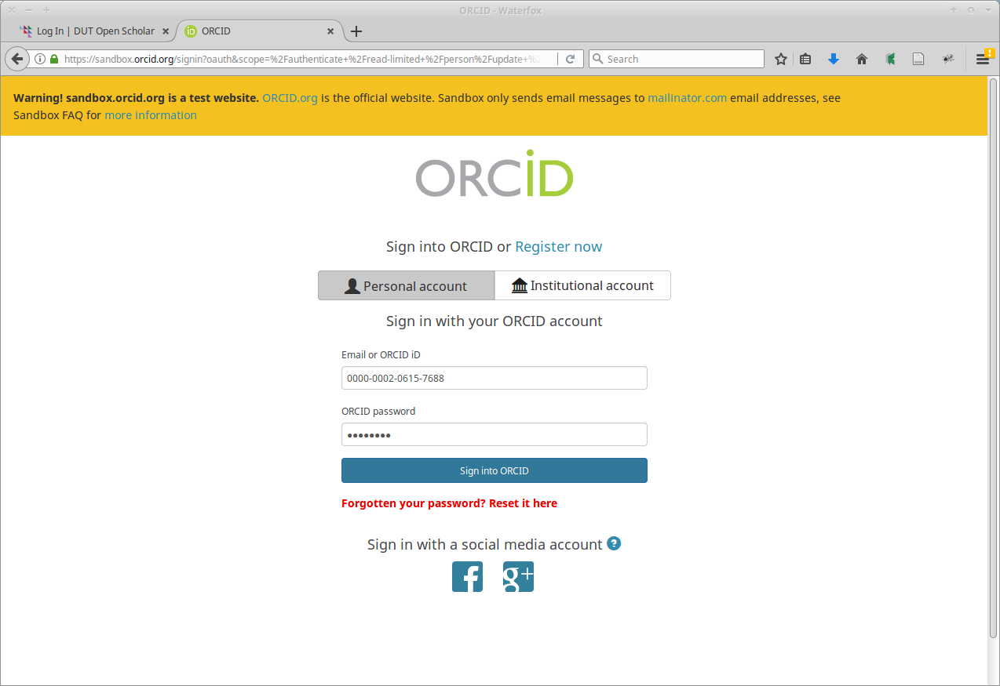 ORCID - Waterfox
Log In | DUT Open Scholar
ORCID
https://sandbox.orcid.org/signin?oauth&scope=%2Fauthenticate+%2Fread-limited+%2Fperson%2Fupdate+%2
Search
Warning! sandbox.orcid.org is a test website. ORCID.org is the official website. Sandbox only sends email messages to mailinator.com email addresses, see
Sandbox FAQ for more information
ORCiD
Sign into ORCID or Register now
Personal account
Institutional account
Sign in with your ORCID account
Email or ORCID iD
0000-0002-0615-7688
ORCID password
••••••••
Sign into ORCID
Forgotten your password? Reset it here
Sign in with a social media account ?
f g+